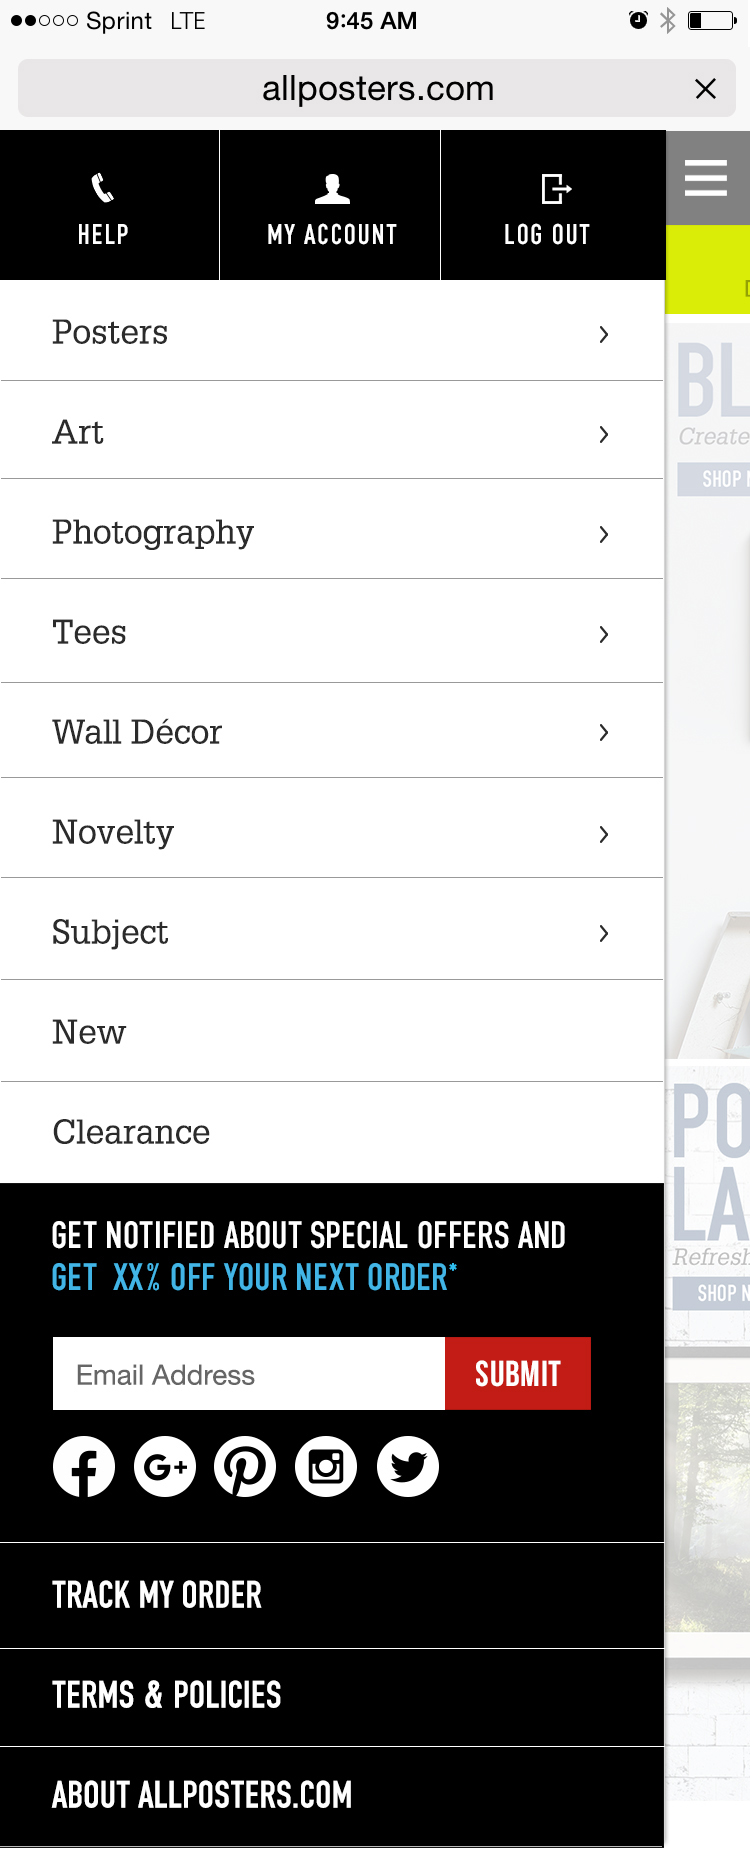 Sprint LTE 9:45 AM
allposters.com
HELP MY ACCOUNT LOG OUT
Posters
Art
Photography
Tees
Wall Décor
Novelty
Subject
New
Clearance
GET NOTIFIED ABOUT SPECIAL OFFERS AND
GET XX% OFF YOUR NEXT ORDER*
Email Address SUBMIT
TRACK MY ORDER
TERMS & POLICIES
ABOUT ALLPOSTERS.COM
BL
Create
SHOP
PO
LA
Refresh
SHOP N